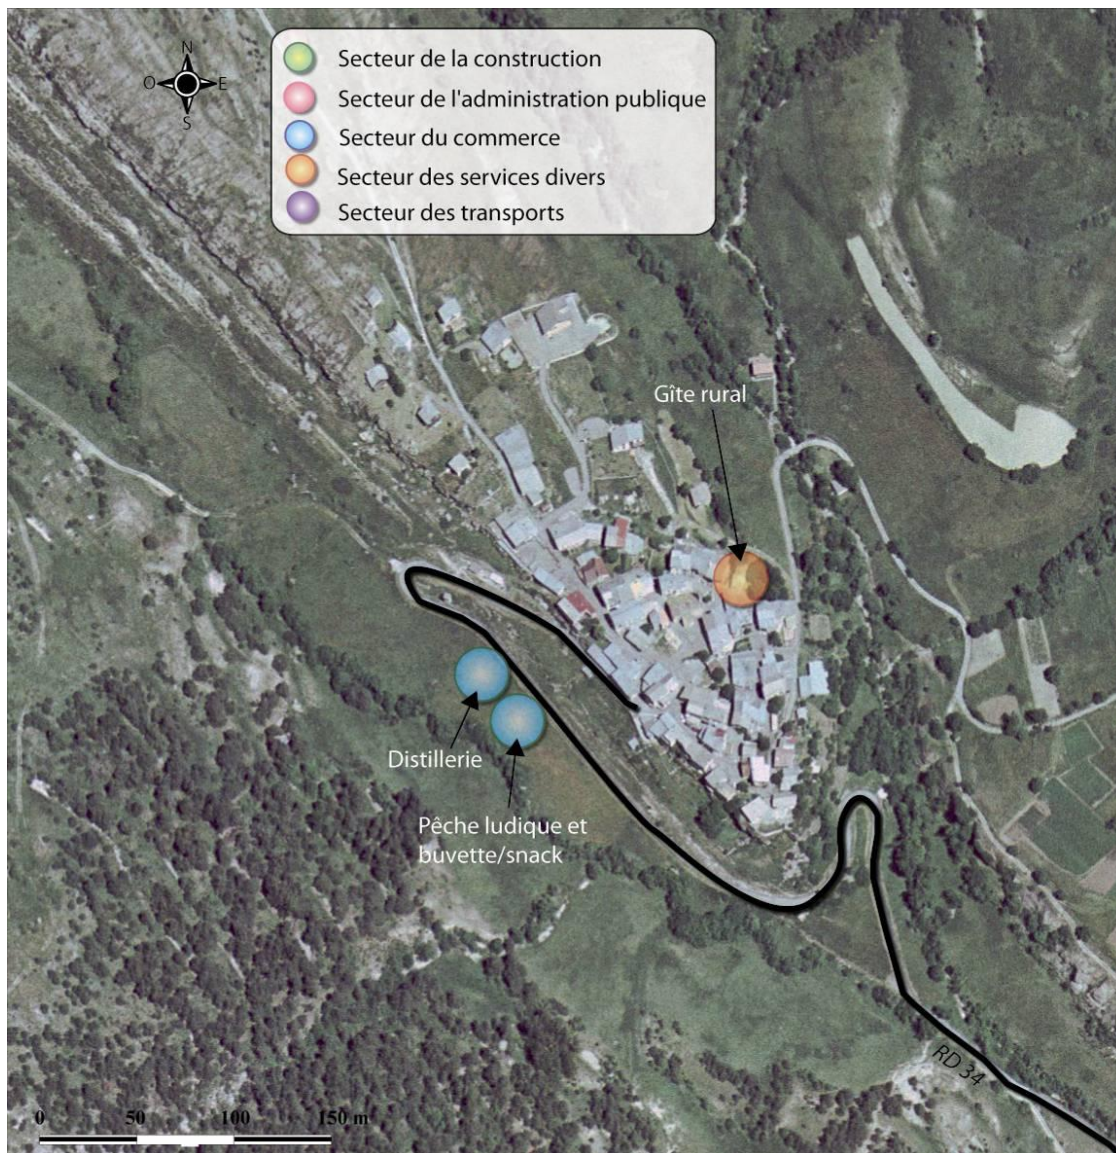 N
O
E
S
Secteur de la construction
Secteur de l'administration publique
Secteur du commerce
Secteur des services divers
Secteur des transports
Gîte rural
Distillerie
Pêche ludique et
buvette/snack
RD 34
0 50 100 150 m